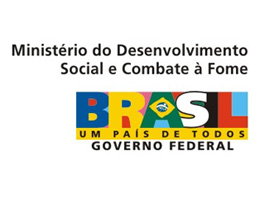 Ministério do Desenvolvimento
Social e Combate à Fome
BRASIL
UM PAÍS DE TODOS
GOVERNO FEDERAL